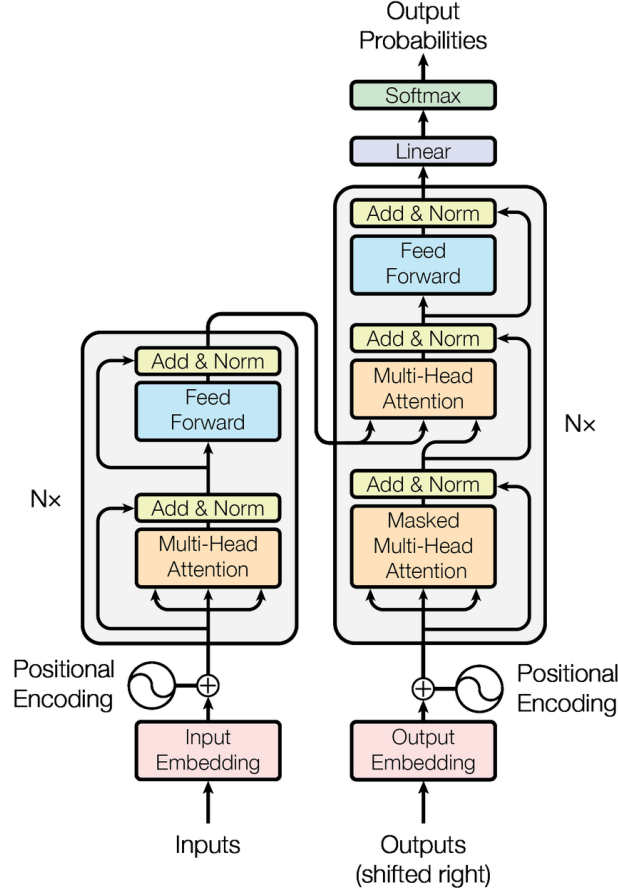 Output
Probabilities
Softmax
Linear
Add & Norm
Feed
Forward
Add & Norm
Multi-Head
Attention
Add & Norm
Masked
Multi-Head
Attention
N×
Positional
Encoding
Output
Embedding
Outputs
(shifted right)
Add & Norm
Feed
Forward
Add & Norm
Multi-Head
Attention
N×
Positional
Encoding
Input
Embedding
Inputs